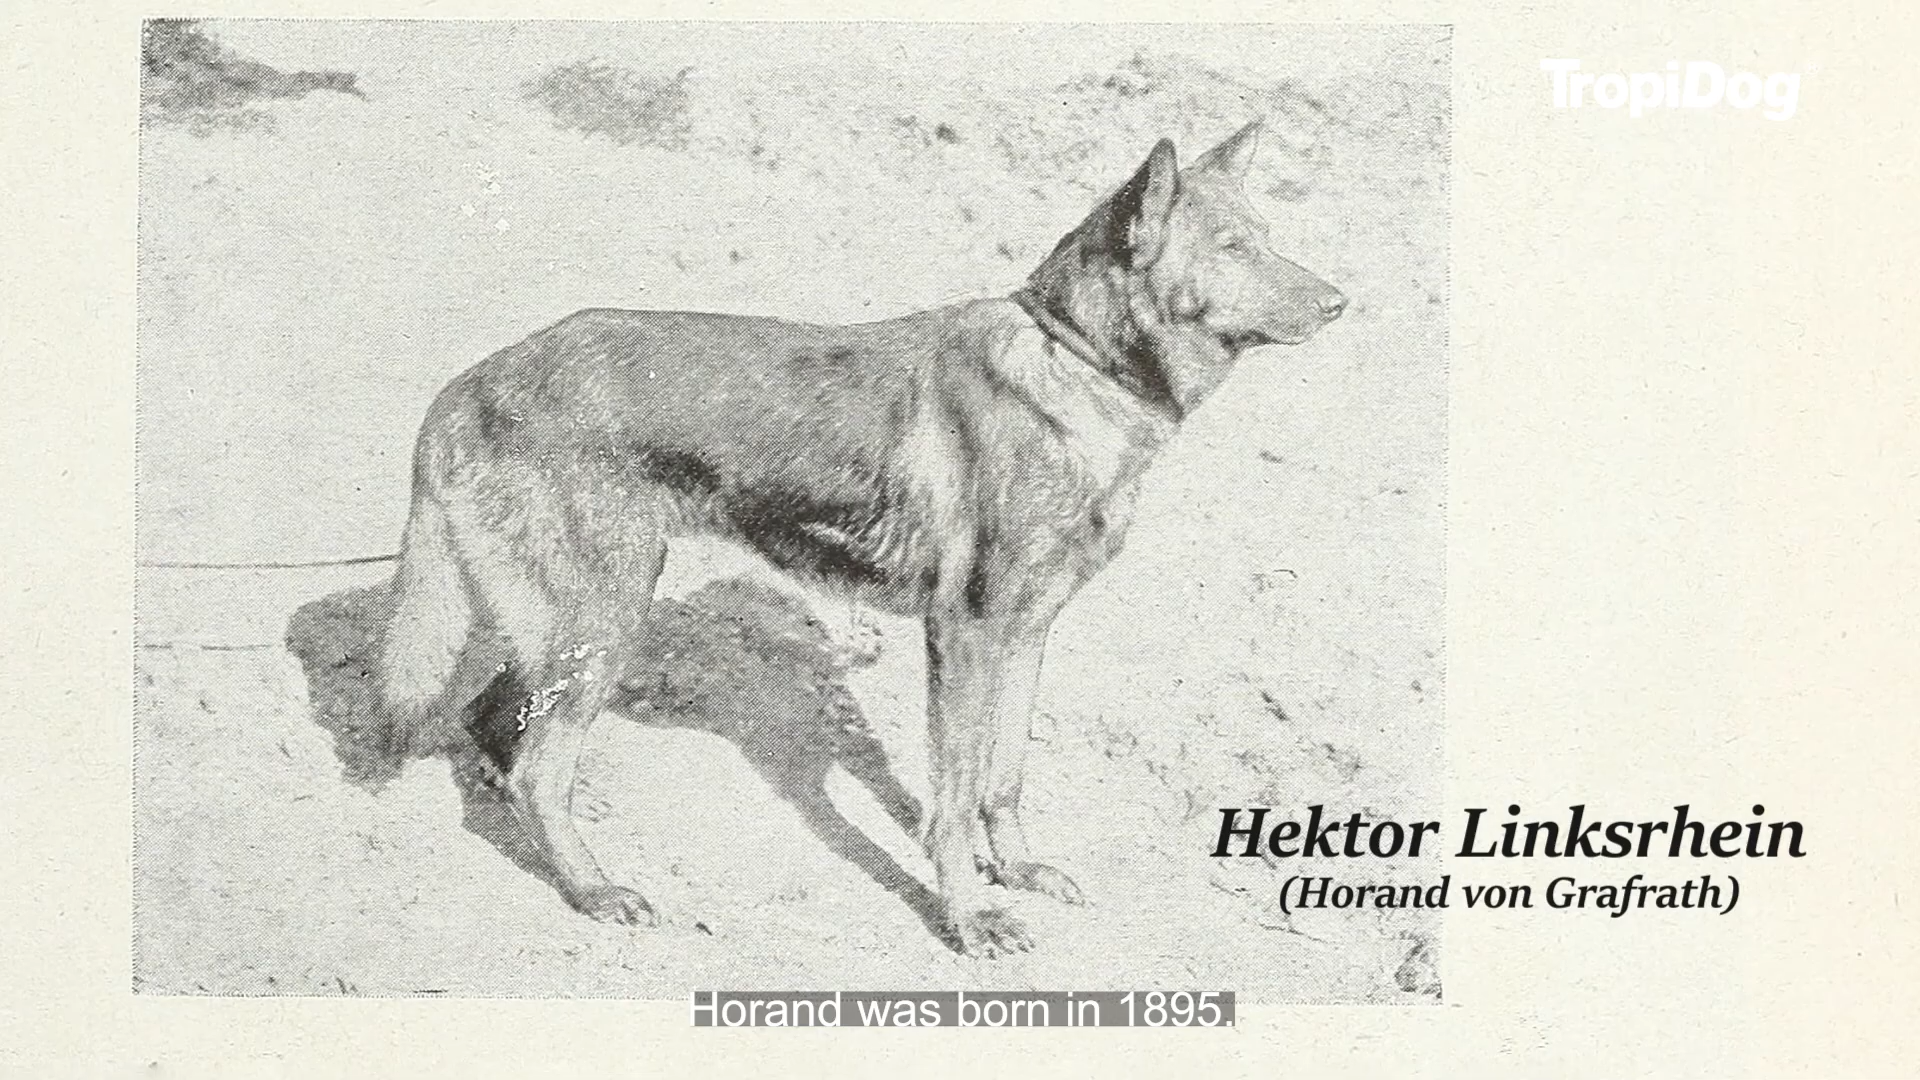 TropiDog
Hektor Linksrhein
(Horand von Grafrath)
Horand was born in 1895.